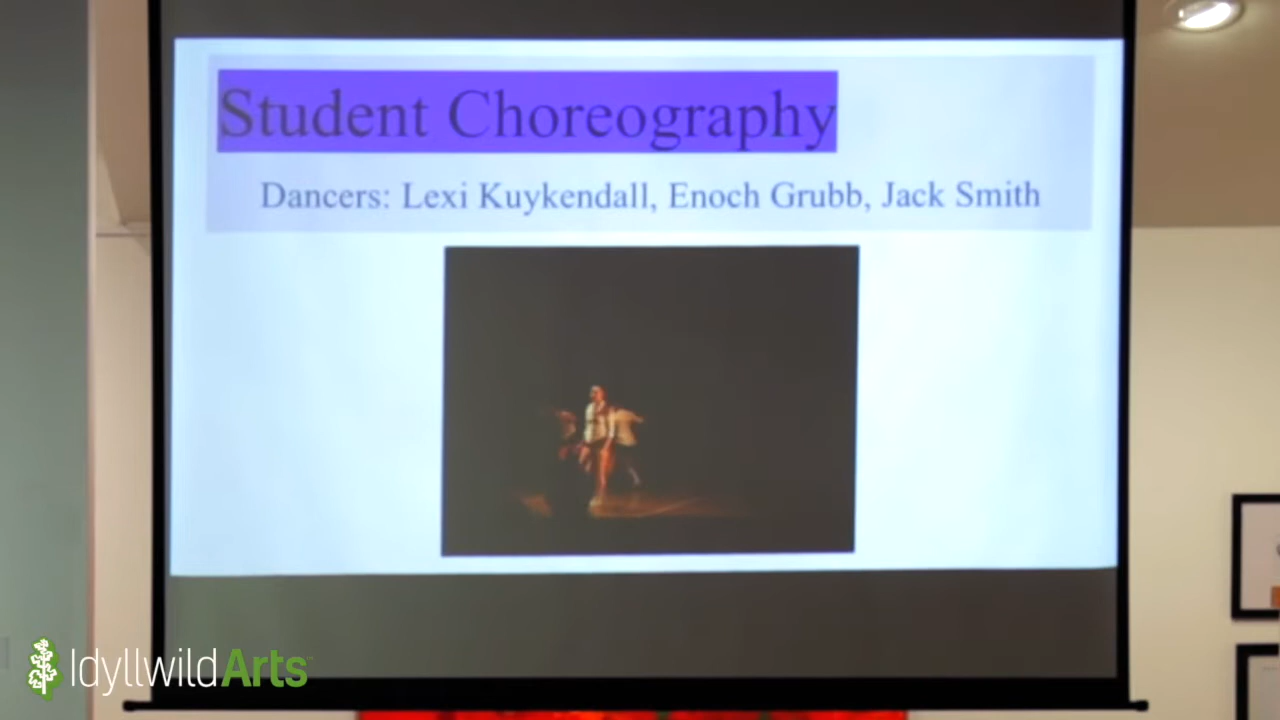 Student Choreography
Dancers: Lexi Kuykendall, Enoch Grubb, Jack Smith
IdyllwildArts